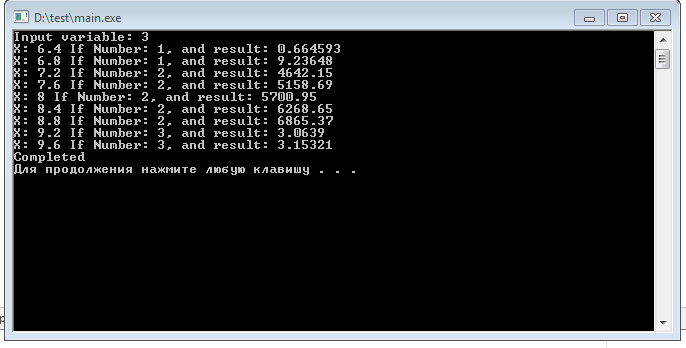 D:\test\main.exe
Input variable: 3
X: 6.4 If Number: 1, and result: 0.664593
X: 6.8 If Number: 1, and result: 9.23648
X: 7.2 If Number: 2, and result: 4642.15
X: 7.6 If Number: 2, and result: 5158.69
X: 8 If Number: 2, and result: 5700.95
X: 8.4 If Number: 2, and result: 6268.65
X: 8.8 If Number: 2, and result: 6865.37
X: 9.2 If Number: 3, and result: 3.0639
X: 9.6 If Number: 3, and result: 3.15321
Completed
Для продолжения нажмите любую клавишу . . .